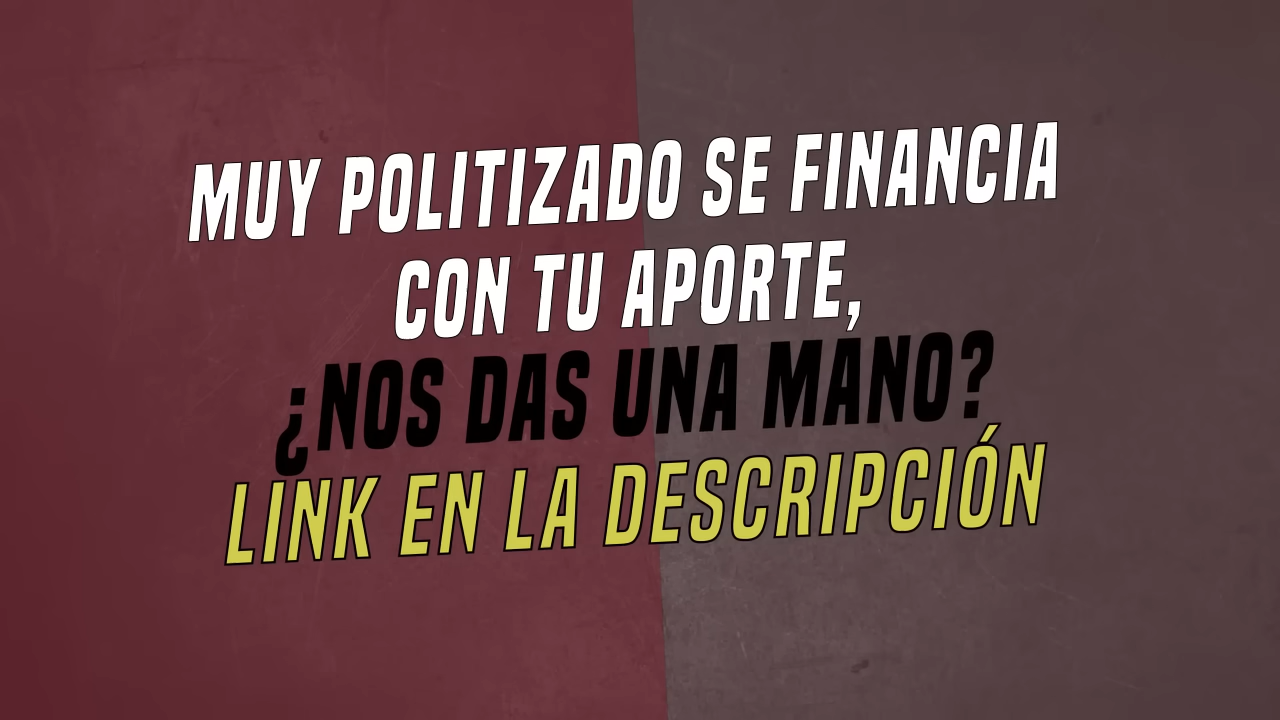 MUY POLITIZADO SE FINANCIA
CON TU APORTE,
¿NOS DAS UNA MANO?
LINK EN LA DESCRIPCIÓN